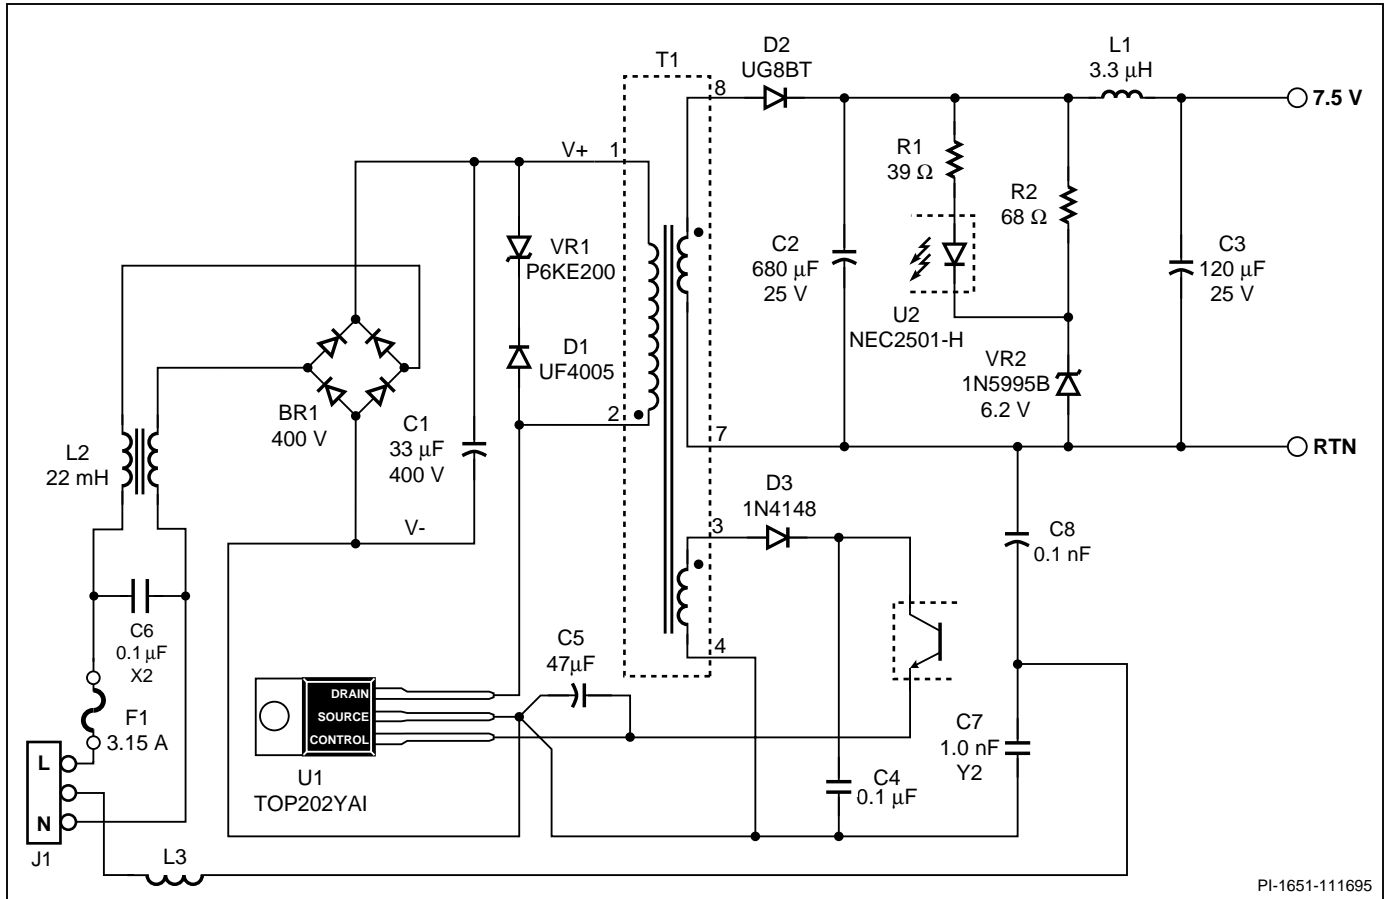 T1
D2
UG8BT
L1
3.3 µH
8
7.5 V
V+
1
R1
39 Ω
R2
68 Ω
VR1
P6KE200
C2
680 µF
25 V
C3
120 µF
25 V
U2
NEC2501-H
D1
UF4005
VR2
1N5995B
6.2 V
BR1
400 V
C1
33 µF
400 V
2
7
RTN
L2
22 mH
V-
D3
1N4148
3
C8
0.1 nF
C6
0.1 µF
X2
C5
47µF
4
DRAIN
SOURCE
CONTROL
F1
3.15 A
C7
1.0 nF
Y2
L
N
J1
U1
TOP202YAI
C4
0.1 µF
L3
PI-1651-111695